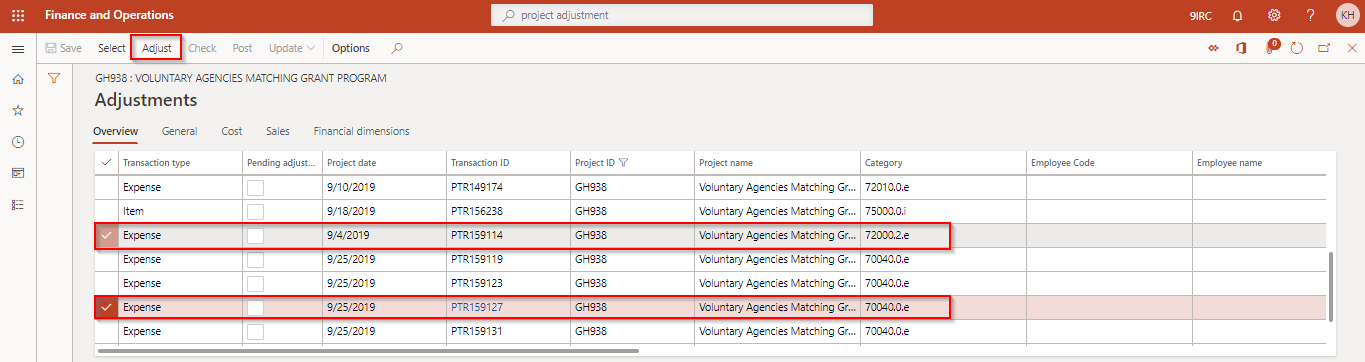 Finance and Operations project adjustment 9IRC ? KH
Save Select Adjust Check Post Update Options 0
GH938 : VOLUNTARY AGENCIES MATCHING GRANT PROGRAM
Adjustments
Overview General Cost Sales Financial dimensions
Transaction type Pending adjust... Project date Transaction ID Project ID Project name Category Employee Code Employee name
Expense 9/10/2019 PTR149174 GH938 Voluntary Agencies Matching Gr... 72010.0.e
Item 9/18/2019 PTR156238 GH938 Voluntary Agencies Matching Gr... 75000.0.i
Expense 9/4/2019 PTR159114 GH938 Voluntary Agencies Matching Gr... 72000.2.e
Expense 9/25/2019 PTR159119 GH938 Voluntary Agencies Matching Gr... 70040.0.e
Expense 9/25/2019 PTR159123 GH938 Voluntary Agencies Matching Gr... 70040.0.e
Expense 9/25/2019 PTR159127 GH938 Voluntary Agencies Matching Gr... 70040.0.e
Expense 9/25/2019 PTR159131 GH938 Voluntary Agencies Matching Gr... 70040.0.e